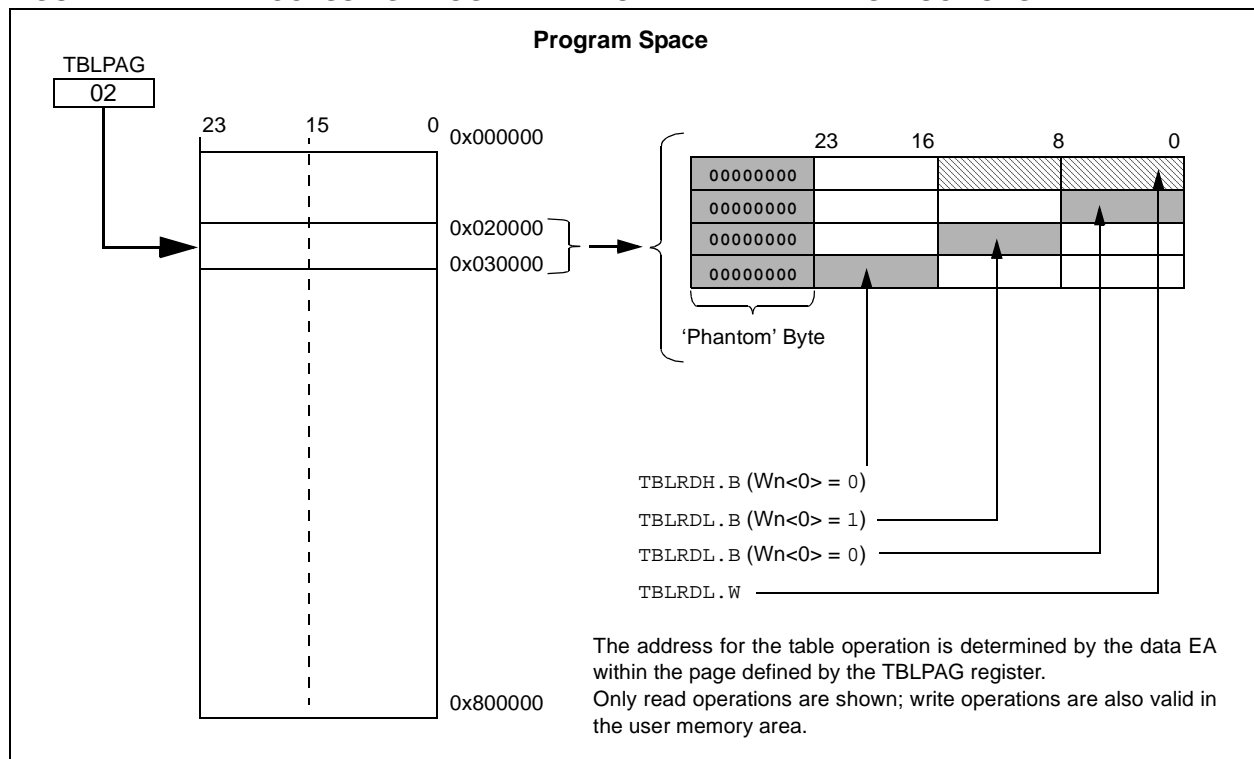 Program Space
TBLPAG
02
23 15 0
0x000000
0x020000
0x030000
0x800000
23 16 8 0
00000000
00000000
00000000
00000000
‘Phantom’ Byte
TBLRDH.B (Wn<0> = 0)
TBLRDL.B (Wn<0> = 1)
TBLRDL.B (Wn<0> = 0)
TBLRDL.W
The address for the table operation is determined by the data EA
within the page defined by the TBLPAG register.
Only read operations are shown; write operations are also valid in
the user memory area.